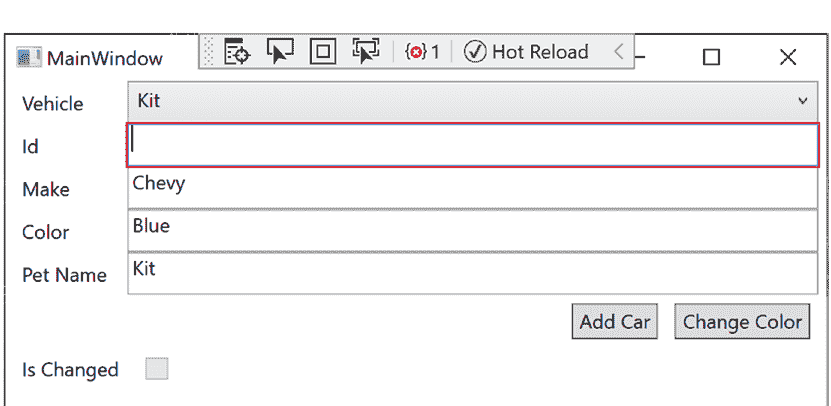 MainWindow
1
Hot Reload
Vehicle Kit
Id
Make Chevy
Color Blue
Pet Name Kit
Add Car Change Color
Is Changed